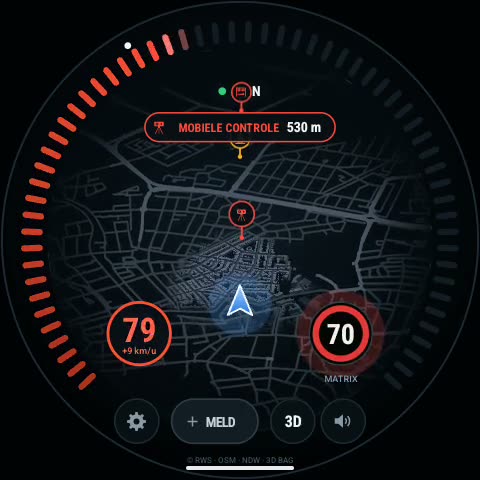 N
MOBIELE CONTROLE 530 m
79
+9 km/u
70
MATRIX
+ MELD
3D
© RWS · OSM · NDW · 3D BAG